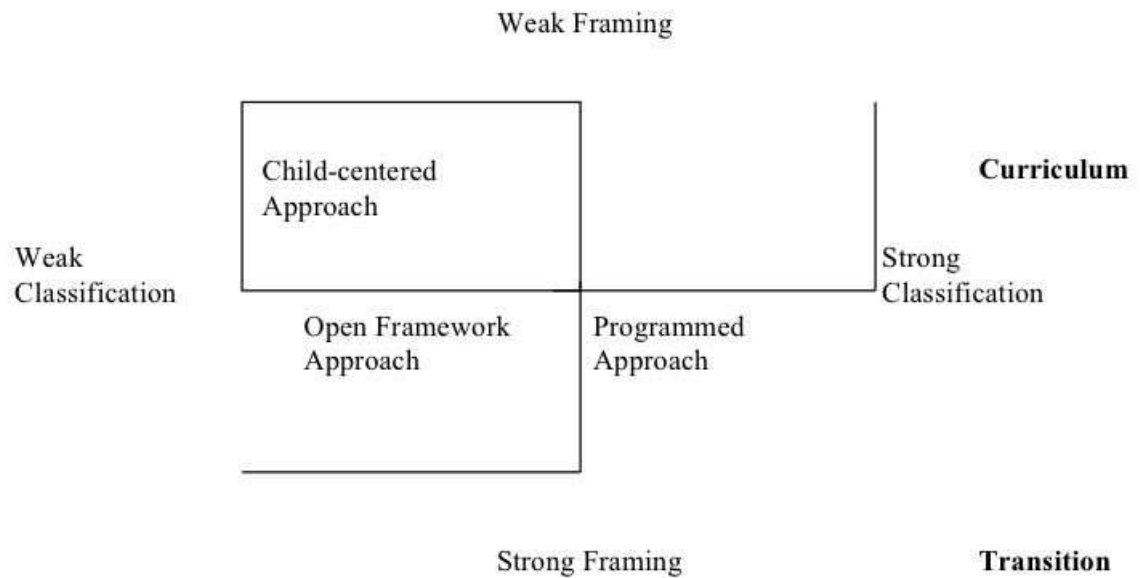 Weak Framing
Child-centered
Approach
Curriculum
Weak
Classification
Strong
Classification
Open Framework
Approach
Programmed
Approach
Strong Framing
Transition